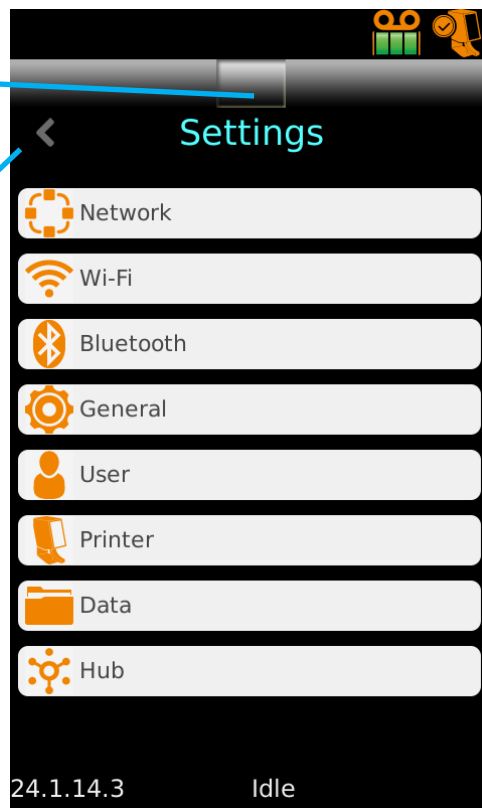 Settings
Network
Wi-Fi
Bluetooth
General
User
Printer
Data
Hub
24.1.14.3 Idle